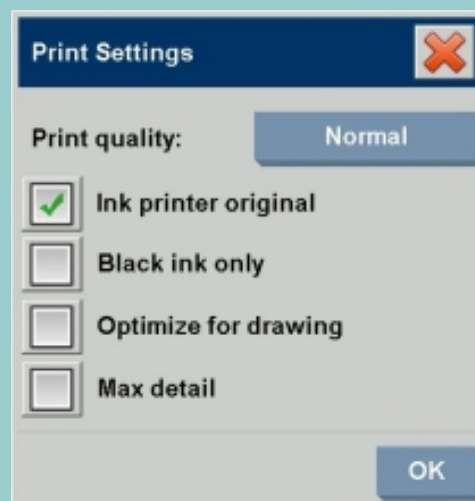 Print Settings
Print quality: Normal
Ink printer original
Black ink only
Optimize for drawing
Max detail
OK